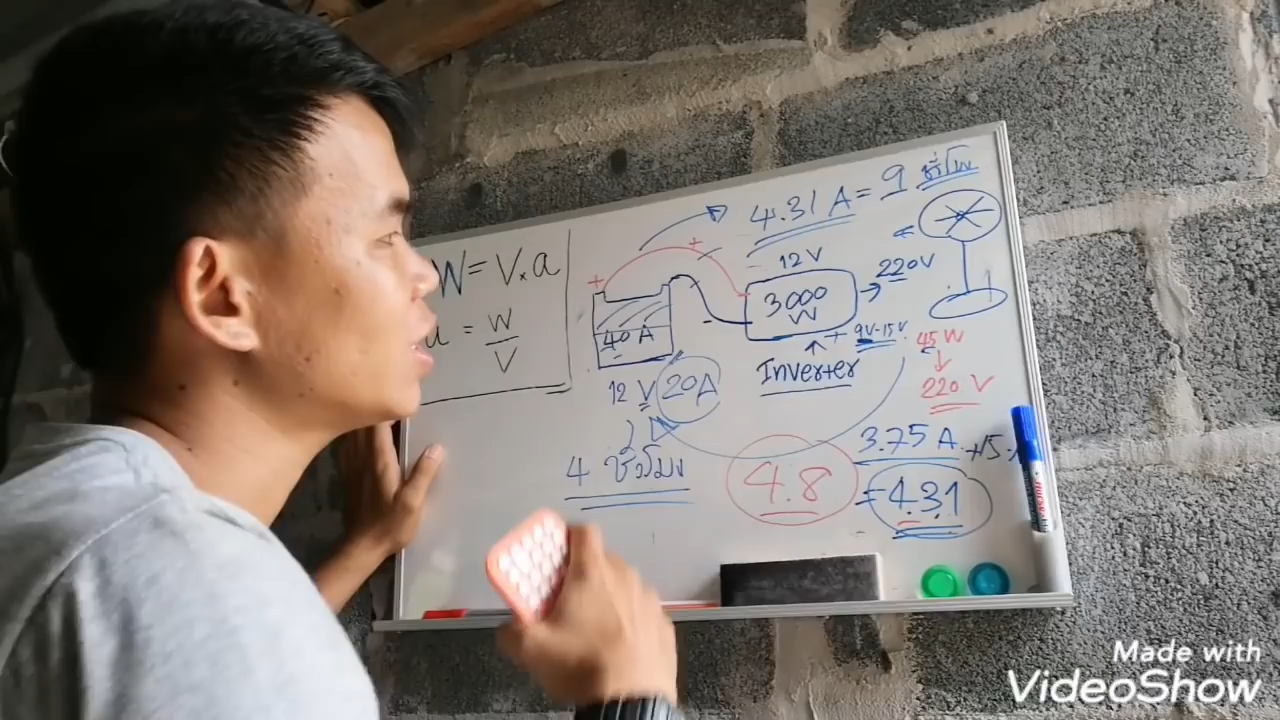 W = V × a
a = W/V
4.31 A = 9 ชั่วโมง
12 V
3000 W
220 V
+ 9V-15V
Inverter
40 A
12 V 20A
4 ชั่วโมง
45 W
220 V
3.75 A
4.8
= 4.31
Made with
VideoShow